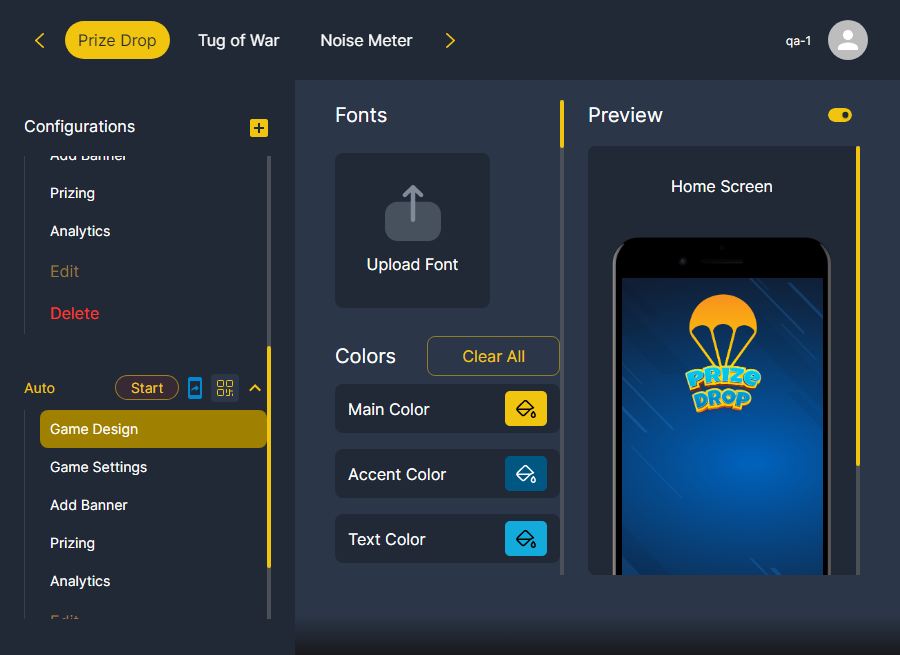 Prize Drop
Tug of War
Noise Meter
qa-1
Configurations
Add Banner
Prizing
Analytics
Edit
Delete
Auto
Start
Game Design
Game Settings
Add Banner
Prizing
Analytics
Edit
Fonts
Upload Font
Colors
Clear All
Main Color
Accent Color
Text Color
Preview
Home Screen
PRIZE
DROP